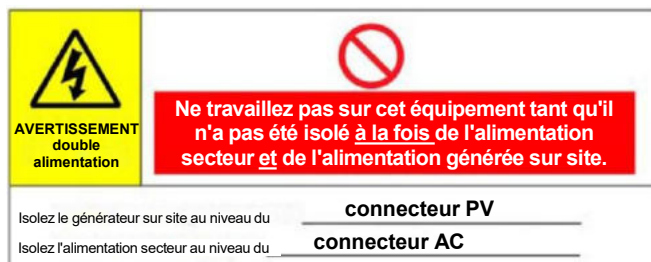 AVERTISSEMENT
double
alimentation
Ne travaillez pas sur cet équipement tant qu'il
n'a pas été isolé à la fois de l'alimentation
secteur et de l'alimentation générée sur site.
Isolez le générateur sur site au niveau du connecteur PV
Isolez l'alimentation secteur au niveau du connecteur AC